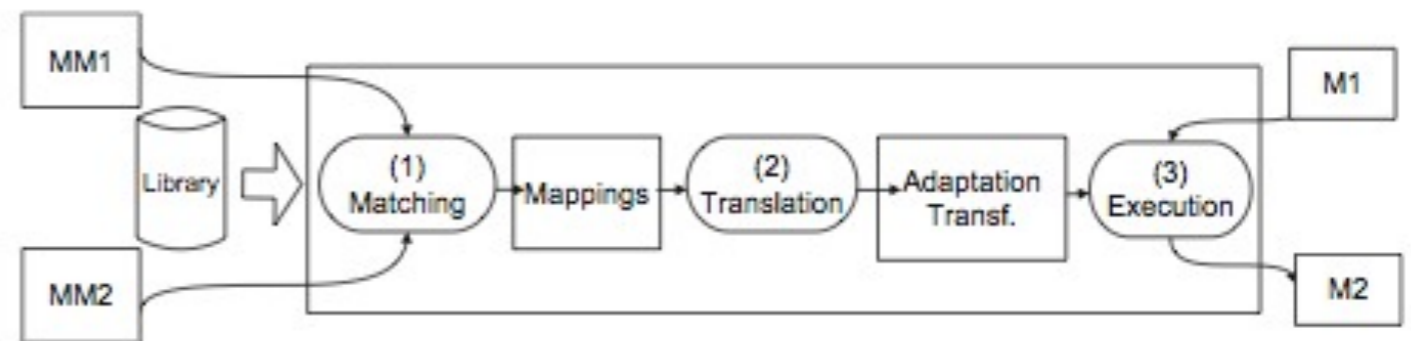 MM1
M1
Library
(1)
Matching
Mappings
(2)
Translation
Adaptation
Transf.
(3)
Execution
MM2
M2